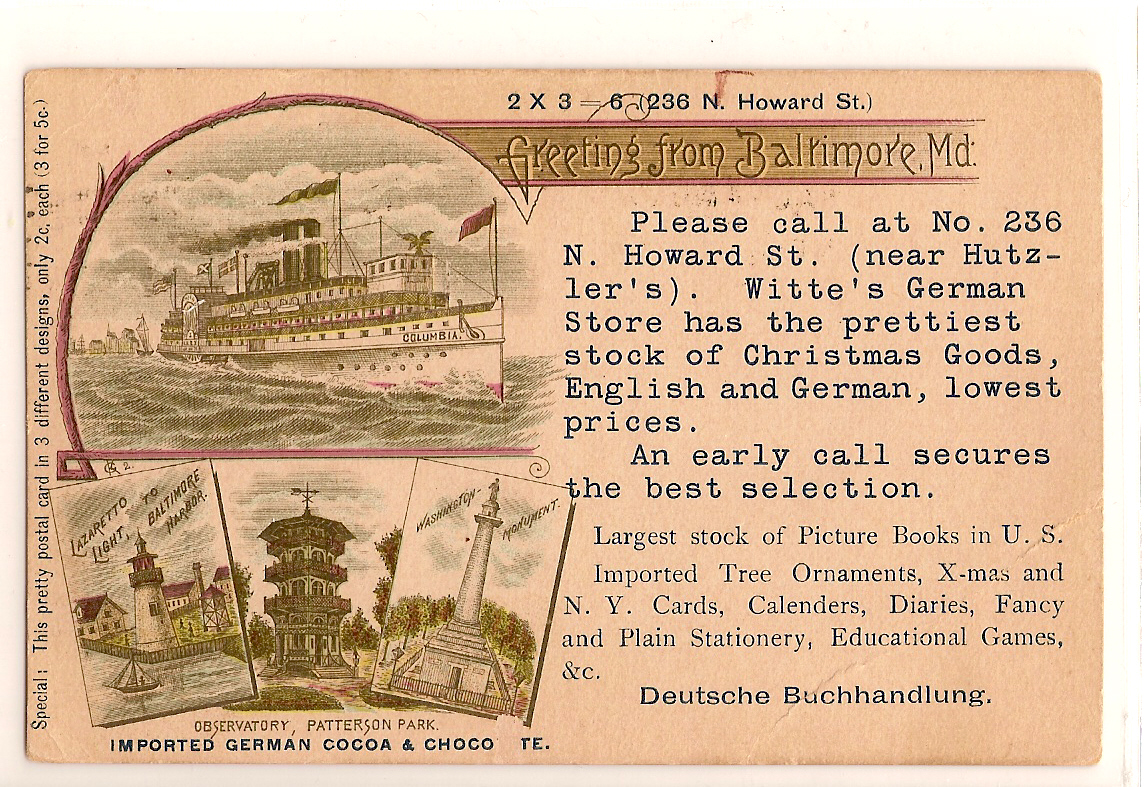 2 X 3 = 6 (236 N. Howard St.)
Greeting from Baltimore, Md:
Special: This pretty postal card in 3 different designs, only 2c, each (3 for 5c.)
COLUMBIA.
Please call at No. 236
N. Howard St. (near Hutz-
ler's). Witte's German
Store has the prettiest
stock of Christmas Goods,
English and German, lowest
prices.
An early call secures
the best selection.
Largest stock of Picture Books in U. S.
Imported Tree Ornaments, X-mas and
N. Y. Cards, Calenders, Diaries, Fancy
and Plain Stationery, Educational Games,
&c.
Deutsche Buchhandlung.
LAZARETTO
LIGHT,
TO
BALTIMORE
HARBOR.
WASHINGTON-
MONUMENT.
OBSERVATORY, PATTERSON PARK.
IMPORTED GERMAN COCOA & CHOCO TE.